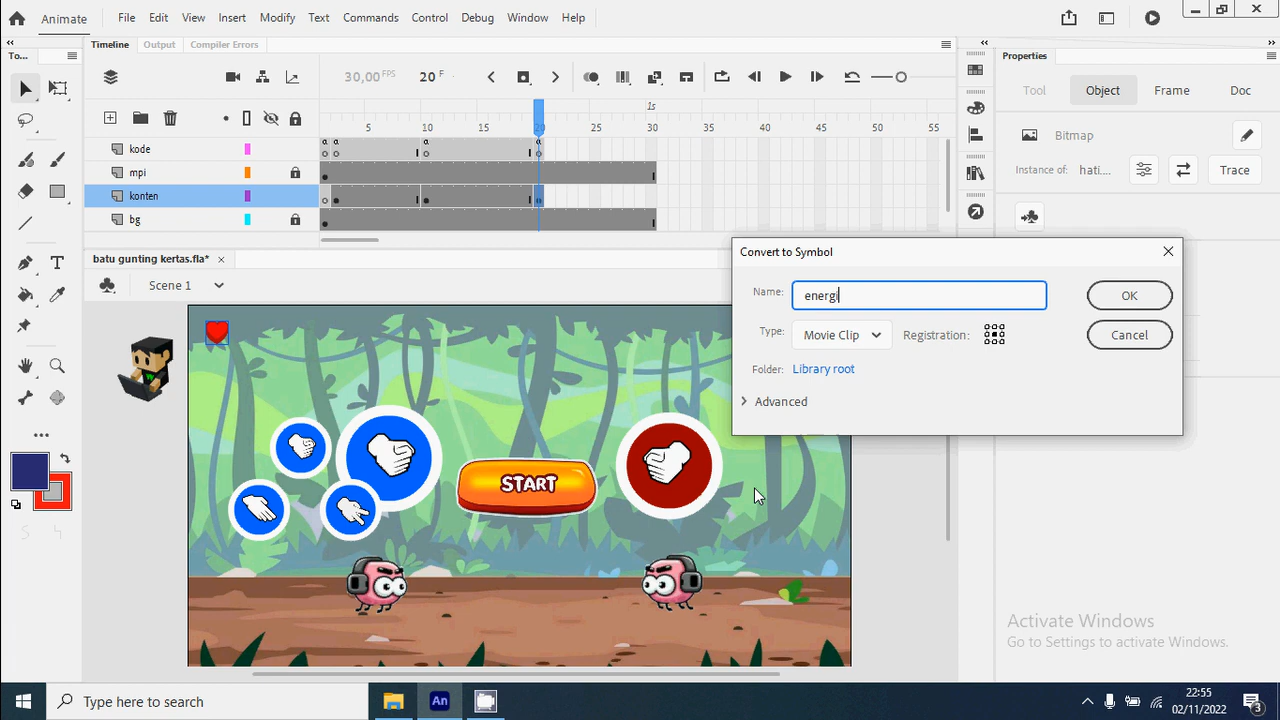 Animate File Edit View Insert Modify Text Commands Control Debug Window Help
To... Timeline Output Compiler Errors Properties
30,00 FPS 20 F
Tool Object Frame Doc
1s
5 10 15 20 25 30 35 40 45 50 55
kode
Bitmap
mpi
Instance of: hati.... Trace
konten
bg
batu gunting kertas.fla*
Scene 1
Convert to Symbol
Name: energi OK
Type: Movie Clip Registration: Cancel
Folder: Library root
Advanced
START
Activate Windows
Go to Settings to activate Windows.
Type here to search An
22:55
02/11/2022
3